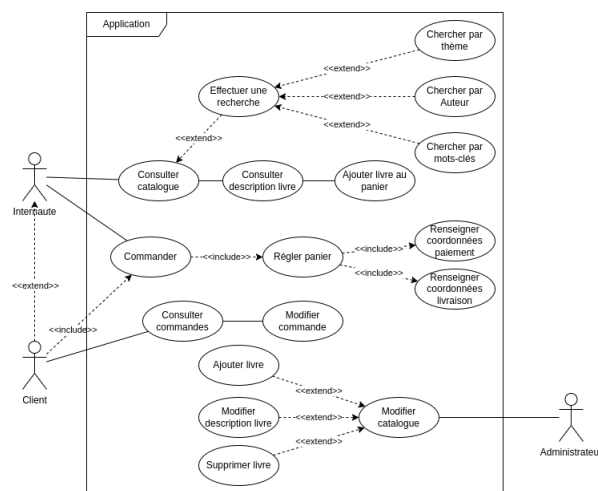 Application
Chercher par
thème
<<extend>>
Effectuer une
recherche
<<extend>>
Chercher par
Auteur
<<extend>>
<<extend>>
Chercher par
mots-clés
Internaute
Consulter
catalogue
Consulter
description livre
Ajouter livre au
panier
Commander
<<include>>
Régler panier
<<include>>
Renseigner
coordonnées
paiement
<<include>>
Renseigner
coordonnées
livraison
<<extend>>
<<include>>
Consulter
commandes
Modifier
commande
Client
Ajouter livre
<<extend>>
Modifier
description livre
<<extend>>
Modifier
catalogue
<<extend>>
Supprimer livre
Administrateur